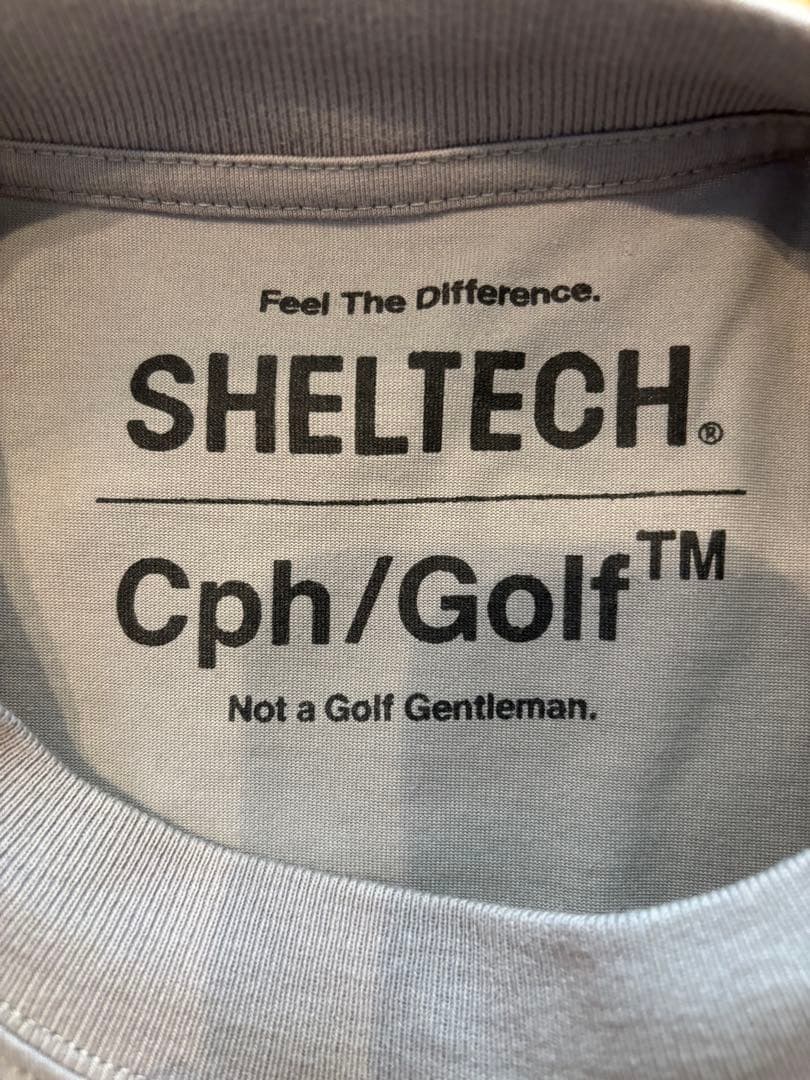 Feel The Difference.
SHELTECH®
Cph/Golf™
Not a Golf Gentleman.